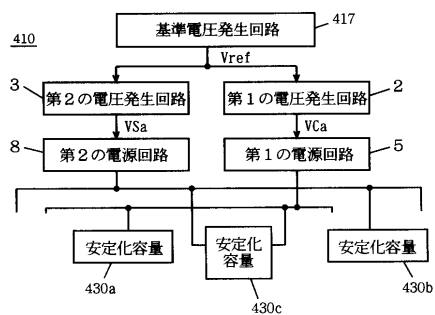 410
基準電圧発生回路
417
Vref
3
第2の電圧発生回路
第1の電圧発生回路
2
VSa
VCa
8
第2の電源回路
第1の電源回路
5
安定化容量
安定化
容量
安定化容量
430a
430c
430b